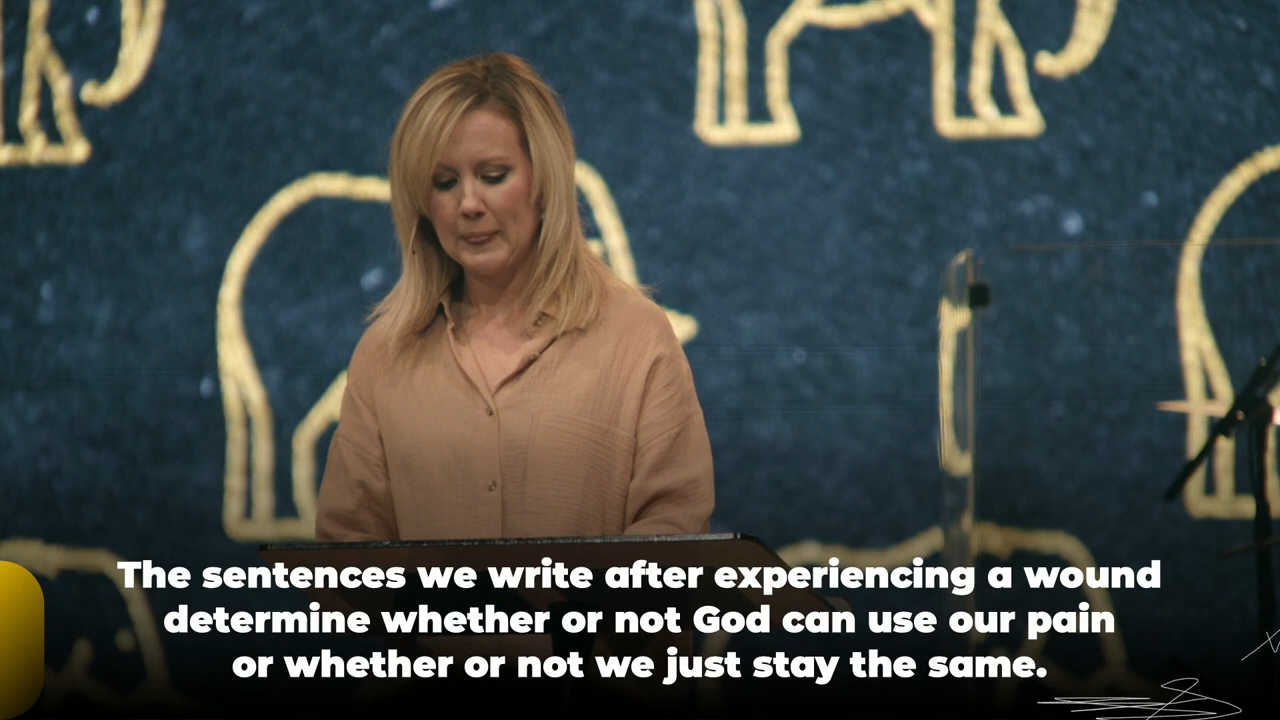 The sentences we write after experiencing a wound
determine whether or not God can use our pain
or whether or not we just stay the same.